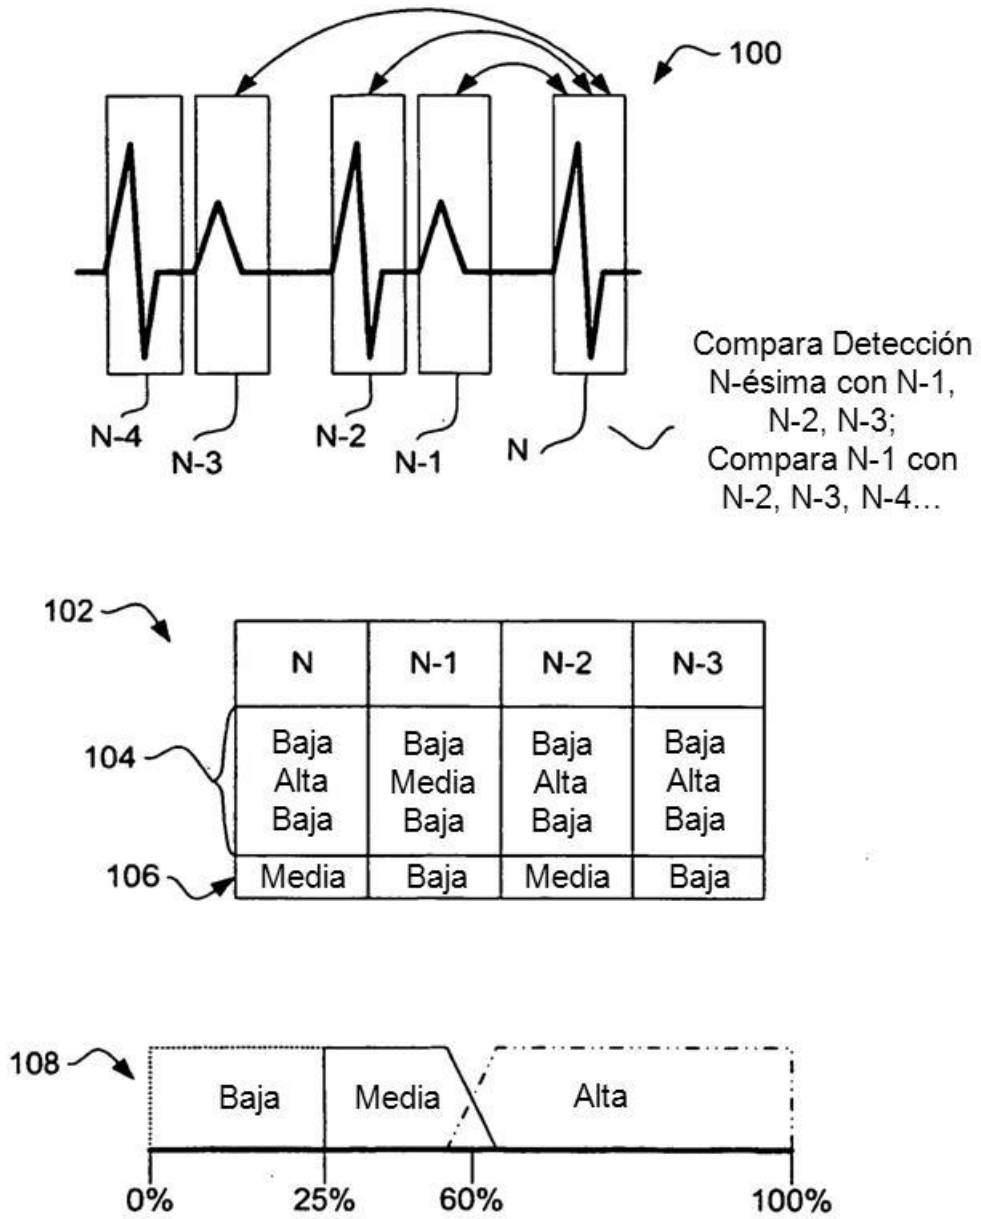 100
N-4
N-3
N-2
N-1
N
Compara Detección
N-ésima con N-1,
N-2, N-3;
Compara N-1 con
N-2, N-3, N-4...
102
N N-1 N-2 N-3
104
Baja Baja Baja Baja
Alta Media Alta Alta
Baja Baja Baja Baja
106
Media Baja Media Baja
108
Baja Media Alta
0% 25% 60% 100%